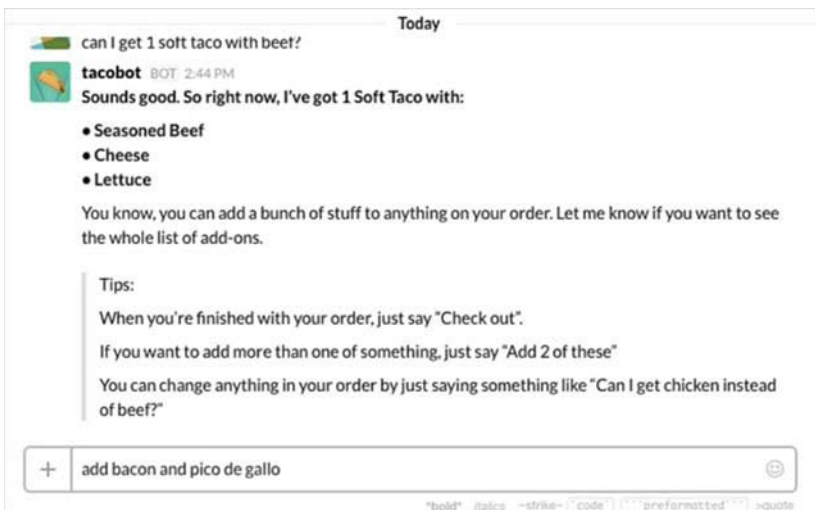 Today
can I get 1 soft taco with beef?
tacobot BOT 2:44 PM
Sounds good. So right now, I've got 1 Soft Taco with:
• Seasoned Beef
• Cheese
• Lettuce
You know, you can add a bunch of stuff to anything on your order. Let me know if you want to see
the whole list of add-ons.
Tips:
When you're finished with your order, just say "Check out".
If you want to add more than one of something, just say "Add 2 of these"
You can change anything in your order by just saying something like "Can I get chicken instead
of beef?"
+ add bacon and pico de gallo
*bold* italics ~strike~ `code` ```preformatted``` >quote